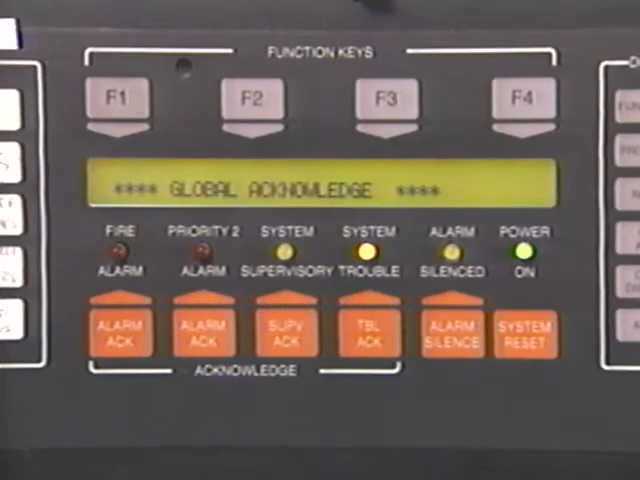 FUNCTION KEYS
F1 F2 F3 F4
**** GLOBAL ACKNOWLEDGE ****
FIRE PRIORITY 2 SYSTEM SYSTEM ALARM POWER
ALARM ALARM SUPERVISORY TROUBLE SILENCED ON
ALARM ALARM SUPV TBL ALARM SYSTEM
ACK ACK ACK ACK SILENCE RESET
ACKNOWLEDGE